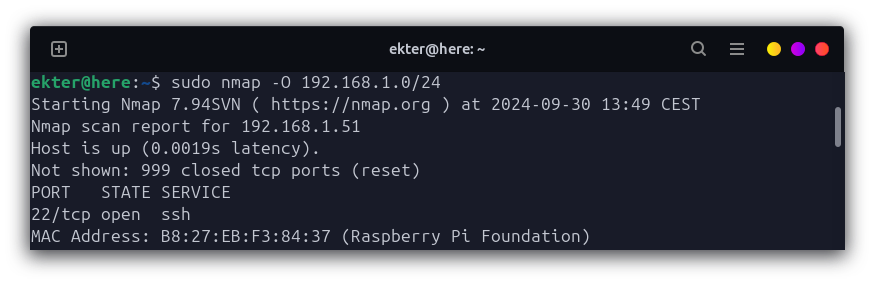 ekter@here: ~
ekter@here:~$ sudo nmap -O 192.168.1.0/24
Starting Nmap 7.94SVN ( https://nmap.org ) at 2024-09-30 13:49 CEST
Nmap scan report for 192.168.1.51
Host is up (0.0019s latency).
Not shown: 999 closed tcp ports (reset)
PORT   STATE SERVICE
22/tcp open  ssh
MAC Address: B8:27:EB:F3:84:37 (Raspberry Pi Foundation)